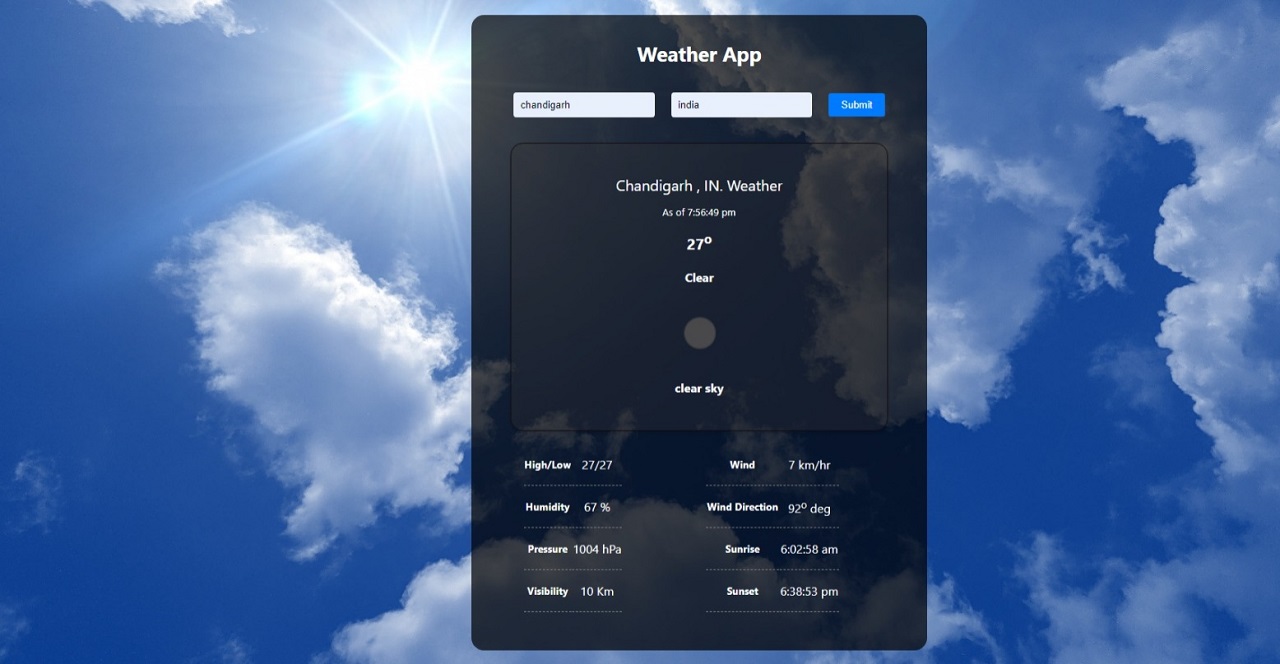 Weather App
chandigarh india Submit
Chandigarh , IN. Weather
As of 7:56:49 pm
27º
Clear
clear sky
High/Low 27/27 Wind 7 km/hr
Humidity 67 % Wind Direction 92º deg
Pressure 1004 hPa Sunrise 6:02:58 am
Visibility 10 Km Sunset 6:38:53 pm